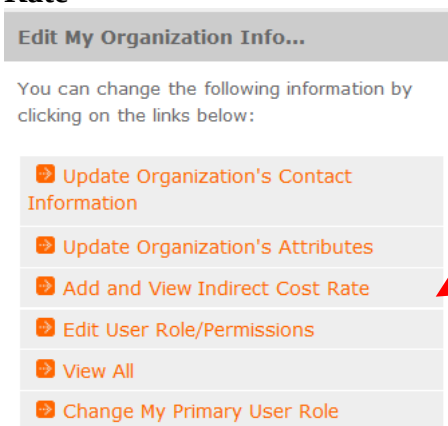 Edit My Organization Info...
You can change the following information by
clicking on the links below:
Update Organization's Contact
Information
Update Organization's Attributes
Add and View Indirect Cost Rate
Edit User Role/Permissions
View All
Change My Primary User Role